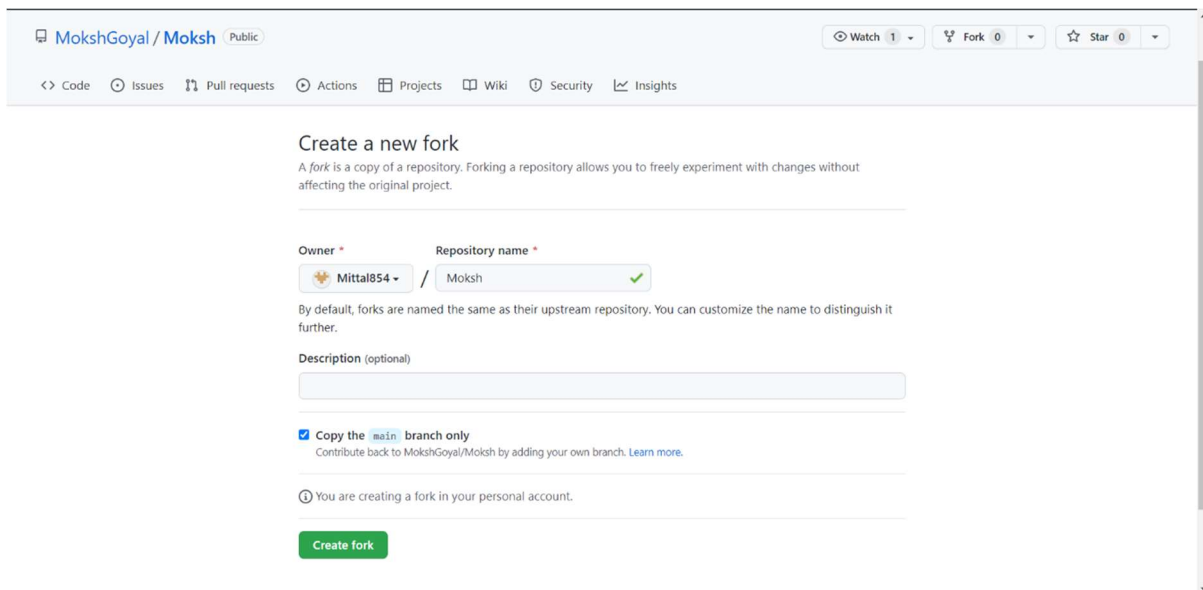 MokshGoyal / Moksh Public
Watch 1 Fork 0 Star 0
Code Issues Pull requests Actions Projects Wiki Security Insights
Create a new fork
A fork is a copy of a repository. Forking a repository allows you to freely experiment with changes without
affecting the original project.
Owner * Repository name *
Mittal854 / Moksh
By default, forks are named the same as their upstream repository. You can customize the name to distinguish it
further.
Description (optional)
Copy the main branch only
Contribute back to MokshGoyal/Moksh by adding your own branch. Learn more.
You are creating a fork in your personal account.
Create fork